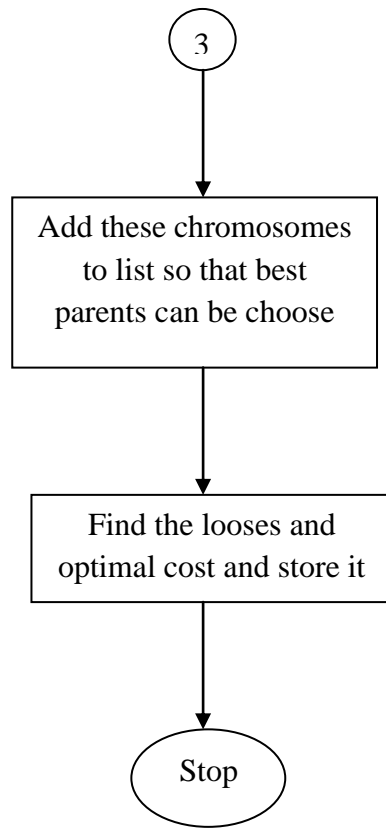 3
Add these chromosomes
to list so that best
parents can be choose
Find the looses and
optimal cost and store it
Stop